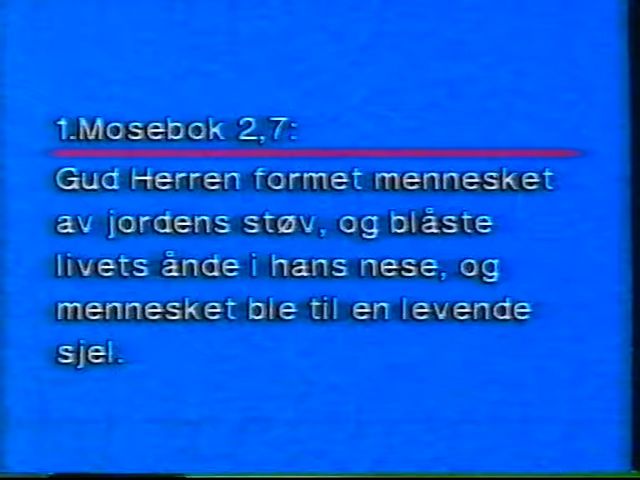 1.Mosebok 2,7:
Gud Herren formet mennesket
av jordens støv, og blåste
livets ånde i hans nese, og
mennesket ble til en levende
sjel.